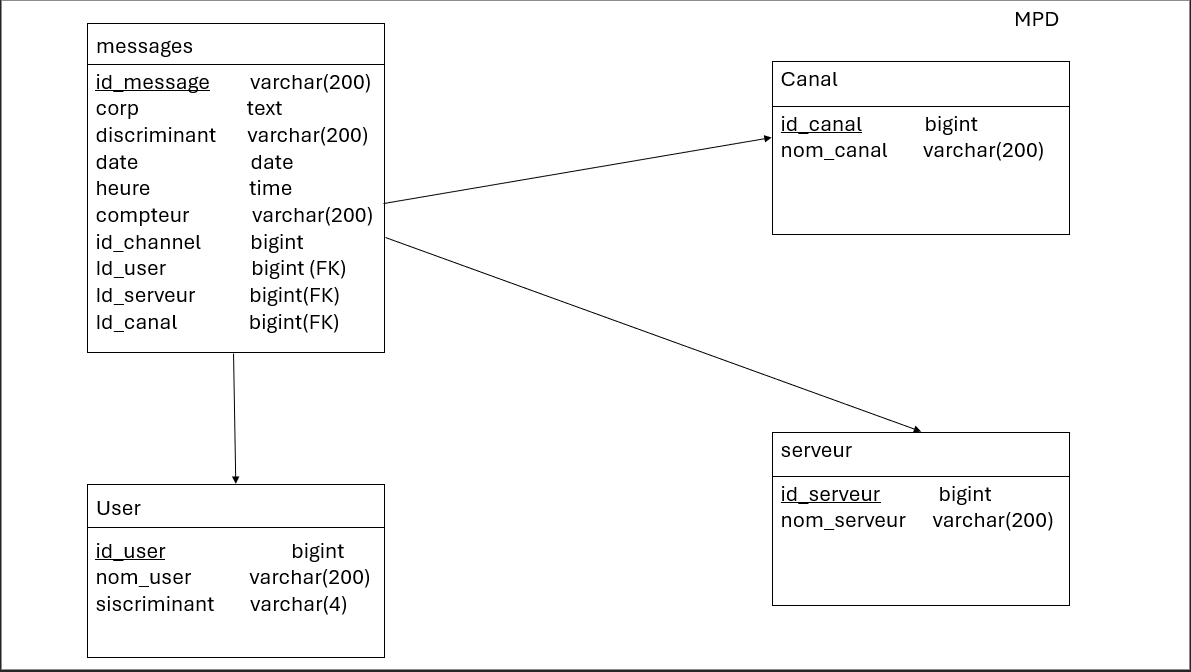 MPD
messages
id_message varchar(200)
corp text
discriminant varchar(200)
date date
heure time
compteur varchar(200)
id_channel bigint
Id_user bigint (FK)
Id_serveur bigint(FK)
Id_canal bigint(FK)
Canal
id_canal bigint
nom_canal varchar(200)
User
id_user bigint
nom_user varchar(200)
siscriminant varchar(4)
serveur
id_serveur bigint
nom_serveur varchar(200)